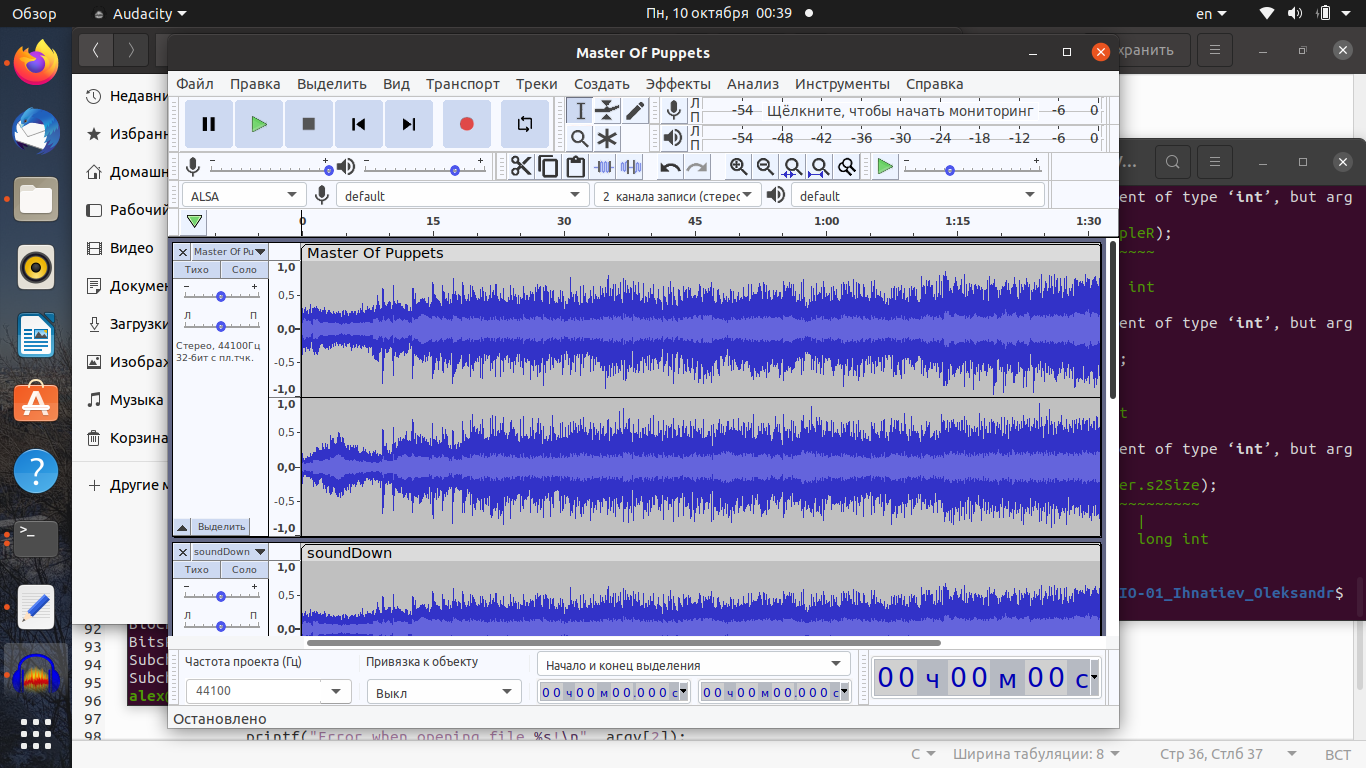 Обзор
Audacity
Пн, 10 октября 00:39
en
Master Of Puppets
хранить
Файл Правка Выделить Вид Транспорт Треки Создать Эффекты Анализ Инструменты Справка
Недавн
Избранн
Домашн
Рабочий
Видео
Докумен
Загрузки
Изображ
Музыка
Корзина
Другие м
Л
П
-54 Щёлкните, чтобы начать мониторинг -6 0
Л
П
-54 -48 -42 -36 -30 -24 -18 -12 -6 0
ALSA default 2 канала записи (стерео default
0 15 30 45 1:00 1:15 1:30
Master Of Pu
Тихо Соло
- +
Л П
Стерео, 44100Гц
32-бит с пл.тчк.
Выделить
Master Of Puppets
1,0
0,5
0,0
-0,5
-1,0
1,0
0,5
0,0
-0,5
-1,0
soundDown
Тихо Соло
- +
Л П
soundDown
1,0
0,5
0,0
Частота проекта (Гц) Привязка к объекту Начало и конец выделения
44100 Выкл 00 ч 00 м 00.000 с 00 ч 00 м 00.000 с
00 ч 00 м 00 с
Остановлено
ent of type ‘int’, but arg
pleR);
~~~~
int
ent of type ‘int’, but arg
;
t
ent of type ‘int’, but arg
er.s2Size);
~~~~~~~~~
|
long int
IO-01_Ihnatiev_Oleksandr$
92
93
94
95
96
97
98
Bits
Subch
Subc
alex
printf("Error when opening file %s!\n", argv[2]);
C Ширина табуляции: 8 Стр 36, Стлб 37 ВСТ